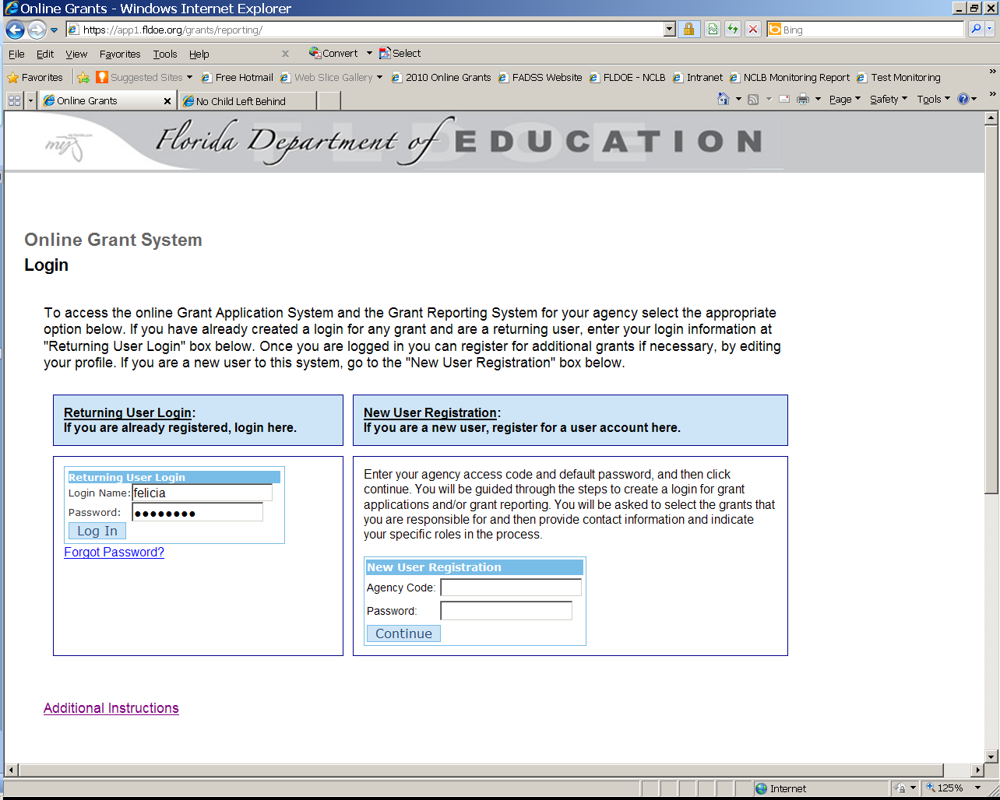 Online Grants - Windows Internet Explorer
https://app1.fldoe.org/grants/reporting/
Bing
File Edit View Favorites Tools Help x Convert Select
Favorites Suggested Sites Free Hotmail Web Slice Gallery 2010 Online Grants FADSS Website FLDOE - NCLB Intranet NCLB Monitoring Report Test Monitoring
Online Grants No Child Left Behind Page Safety Tools
Florida Department of EDUCATION
Online Grant System
Login
To access the online Grant Application System and the Grant Reporting System for your agency select the appropriate
option below. If you have already created a login for any grant and are a returning user, enter your login information at
"Returning User Login" box below. Once you are logged in you can register for additional grants if necessary, by editing
your profile. If you are a new user to this system, go to the "New User Registration" box below.
Returning User Login:
If you are already registered, login here.
New User Registration:
If you are a new user, register for a user account here.
Returning User Login
Login Name: felicia
Password: ●●●●●●●●
Log In
Forgot Password?
Enter your agency access code and default password, and then click
continue. You will be guided through the steps to create a login for grant
applications and/or grant reporting. You will be asked to select the grants that
you are responsible for and then provide contact information and indicate
your specific roles in the process.
New User Registration
Agency Code:
Password:
Continue
Additional Instructions
Internet 125%